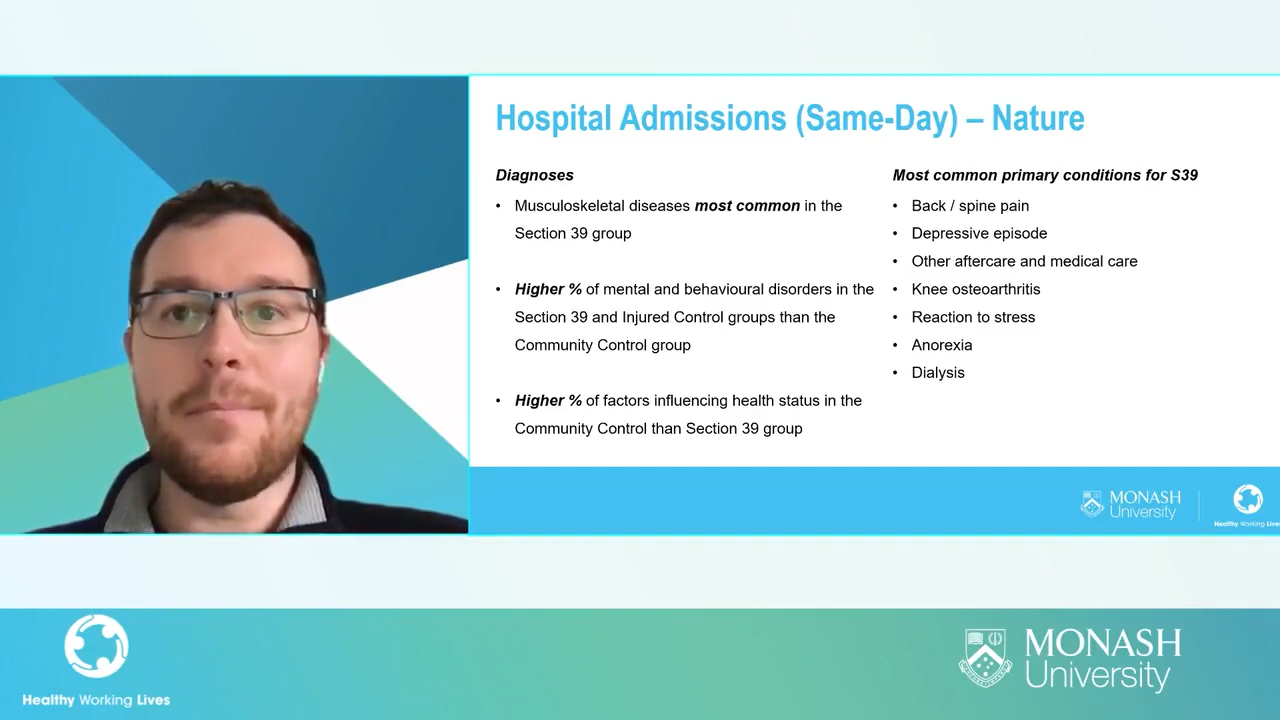 Hospital Admissions (Same-Day) – Nature
Diagnoses
• Musculoskeletal diseases most common in the
Section 39 group
• Higher % of mental and behavioural disorders in the
Section 39 and Injured Control groups than the
Community Control group
• Higher % of factors influencing health status in the
Community Control than Section 39 group
Most common primary conditions for S39
• Back / spine pain
• Depressive episode
• Other aftercare and medical care
• Knee osteoarthritis
• Reaction to stress
• Anorexia
• Dialysis
MONASH
University
Healthy Working Lives
Healthy Working Lives
MONASH
University